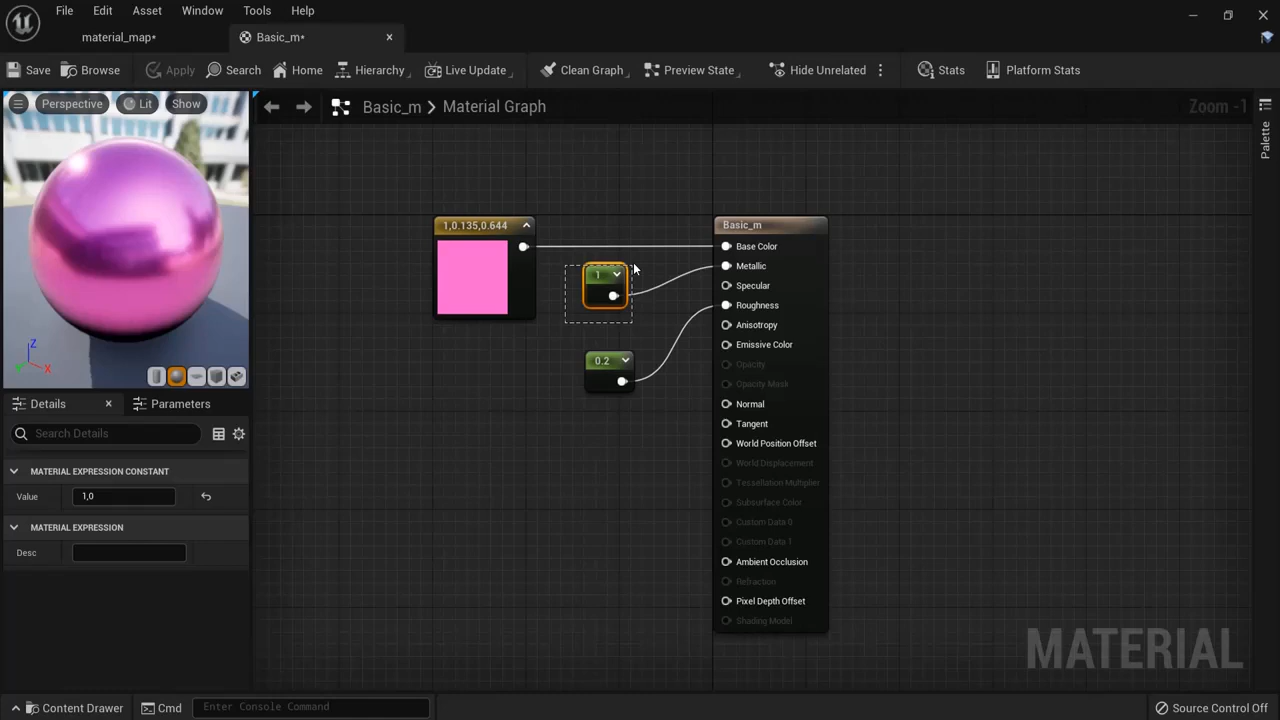 File Edit Asset Window Tools Help
material_map* Basic_m*
Save Browse Apply Search Home Hierarchy Live Update Clean Graph Preview State Hide Unrelated Stats Platform Stats
Perspective Lit Show
Basic_m Material Graph Zoom -1
Palette
1,0.135,0.644
1
0.2
Basic_m
Base Color
Metallic
Specular
Roughness
Anisotropy
Emissive Color
Opacity
Opacity Mask
Normal
Tangent
World Position Offset
World Displacement
Tessellation Multiplier
Subsurface Color
Custom Data 0
Custom Data 1
Ambient Occlusion
Refraction
Pixel Depth Offset
Shading Model
MATERIAL
Z
Y X
Details Parameters
Search Details
MATERIAL EXPRESSION CONSTANT
Value 1,0
MATERIAL EXPRESSION
Desc
Content Drawer Cmd Enter Console Command Source Control Off